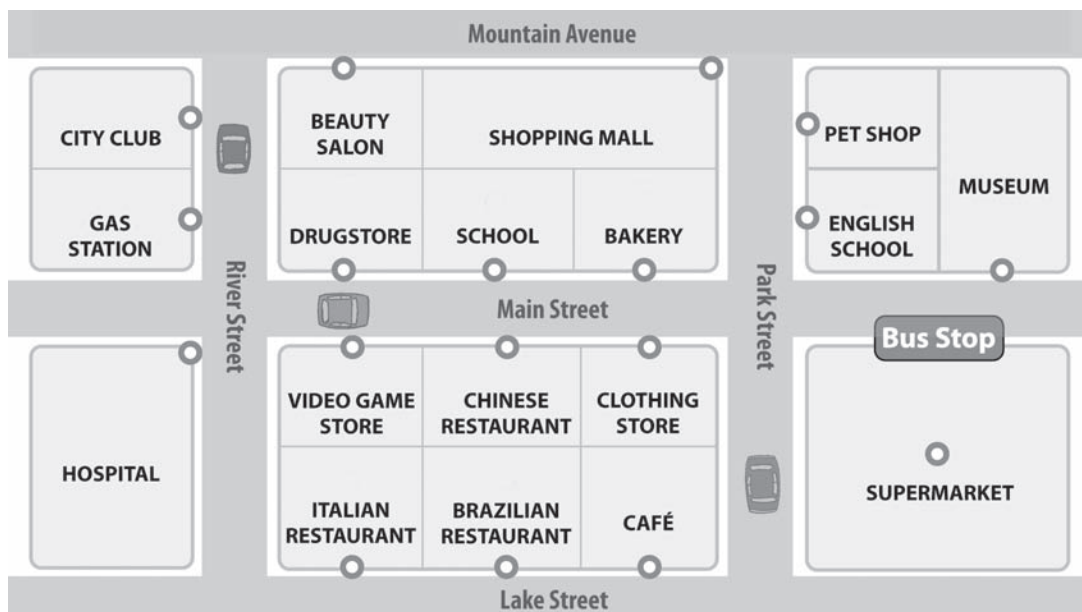 Mountain Avenue
CITY CLUB
BEAUTY
SALON
SHOPPING MALL
PET SHOP
MUSEUM
GAS
STATION
DRUGSTORE
SCHOOL
BAKERY
ENGLISH
SCHOOL
River Street
Main Street
Park Street
Bus Stop
HOSPITAL
VIDEO GAME
STORE
CHINESE
RESTAURANT
CLOTHING
STORE
SUPERMARKET
ITALIAN
RESTAURANT
BRAZILIAN
RESTAURANT
CAFÉ
Lake Street